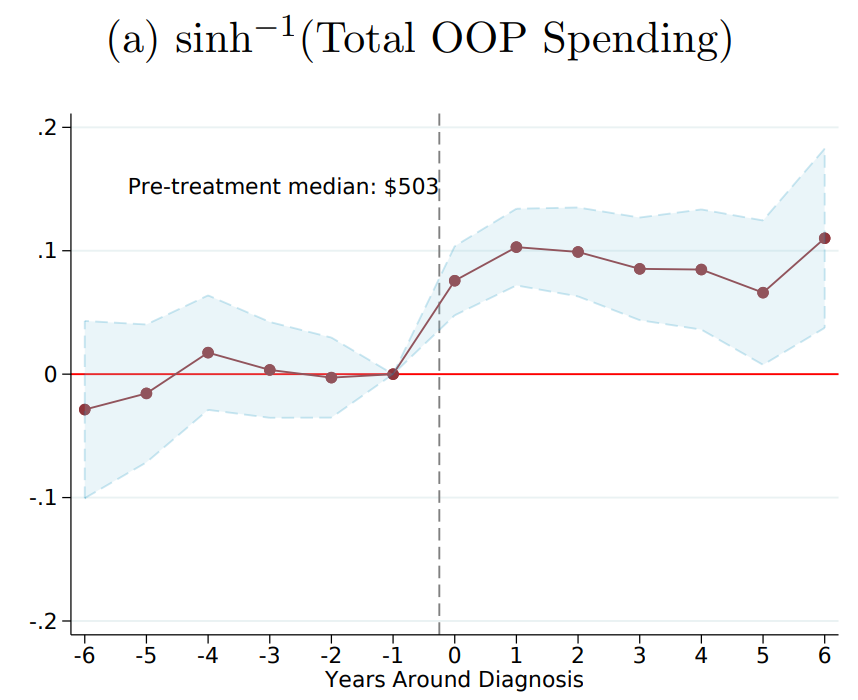 (a) sinh⁻¹(Total OOP Spending)
.2
Pre-treatment median: $503
.1
0
-.1
-.2
-6 -5 -4 -3 -2 -1 0 1 2 3 4 5 6
Years Around Diagnosis